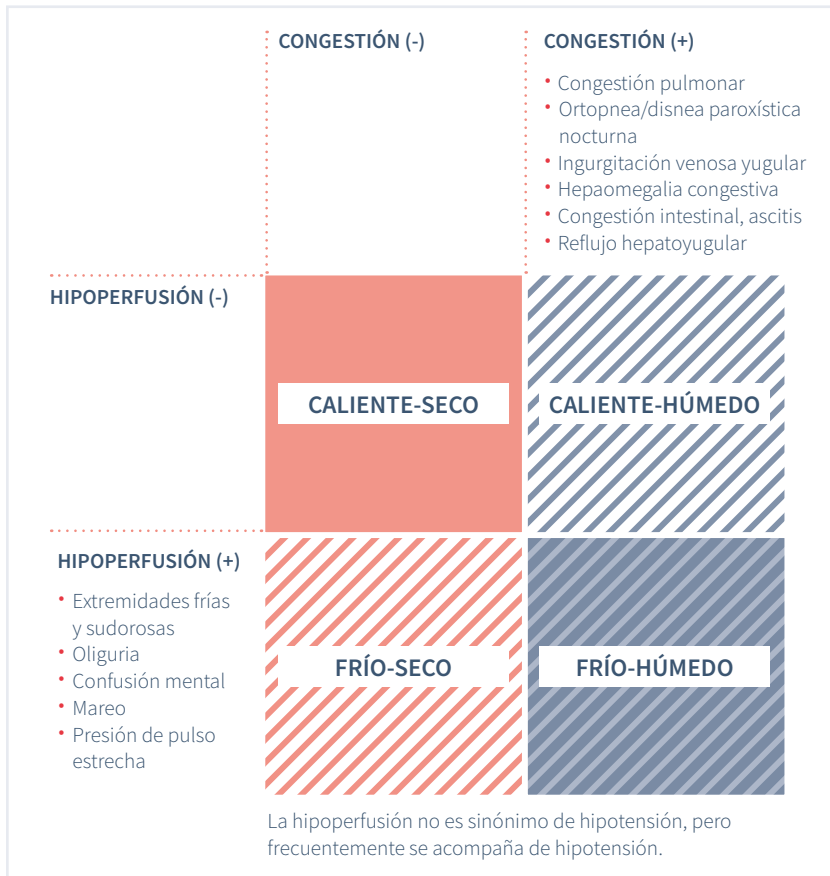 CONGESTIÓN (-)
CONGESTIÓN (+)
• Congestión pulmonar
• Ortopnea/disnea paroxística
nocturna
• Ingurgitación venosa yugular
• Hepaomegalia congestiva
• Congestión intestinal, ascitis
• Reflujo hepatoyugular
HIPOPERFUSIÓN (-)
CALIENTE-SECO
CALIENTE-HÚMEDO
HIPOPERFUSIÓN (+)
• Extremidades frías
y sudorosas
• Oliguria
• Confusión mental
• Mareo
• Presión de pulso
estrecha
FRÍO-SECO
FRÍO-HÚMEDO
La hipoperfusión no es sinónimo de hipotensión, pero
frecuentemente se acompaña de hipotensión.